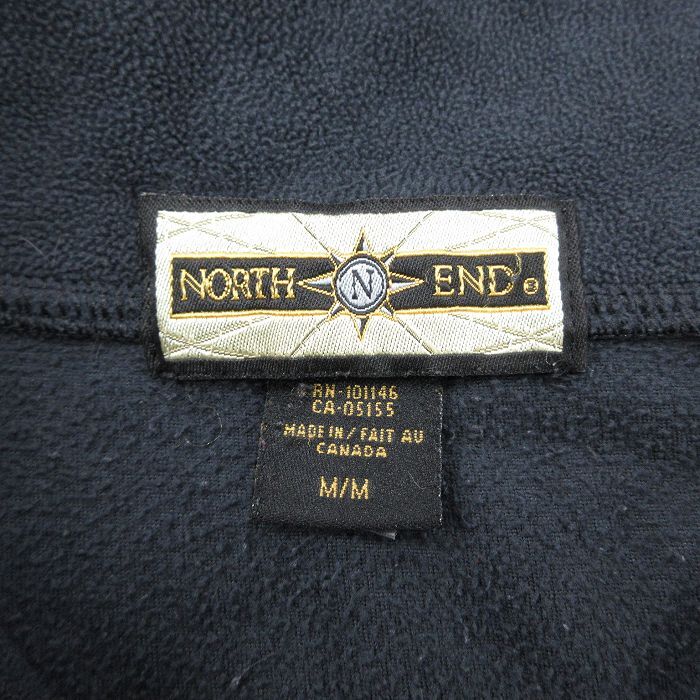 NORTH N END ®
RN-101146
CA-05155
MADE IN / FAIT AU
CANADA
M/M